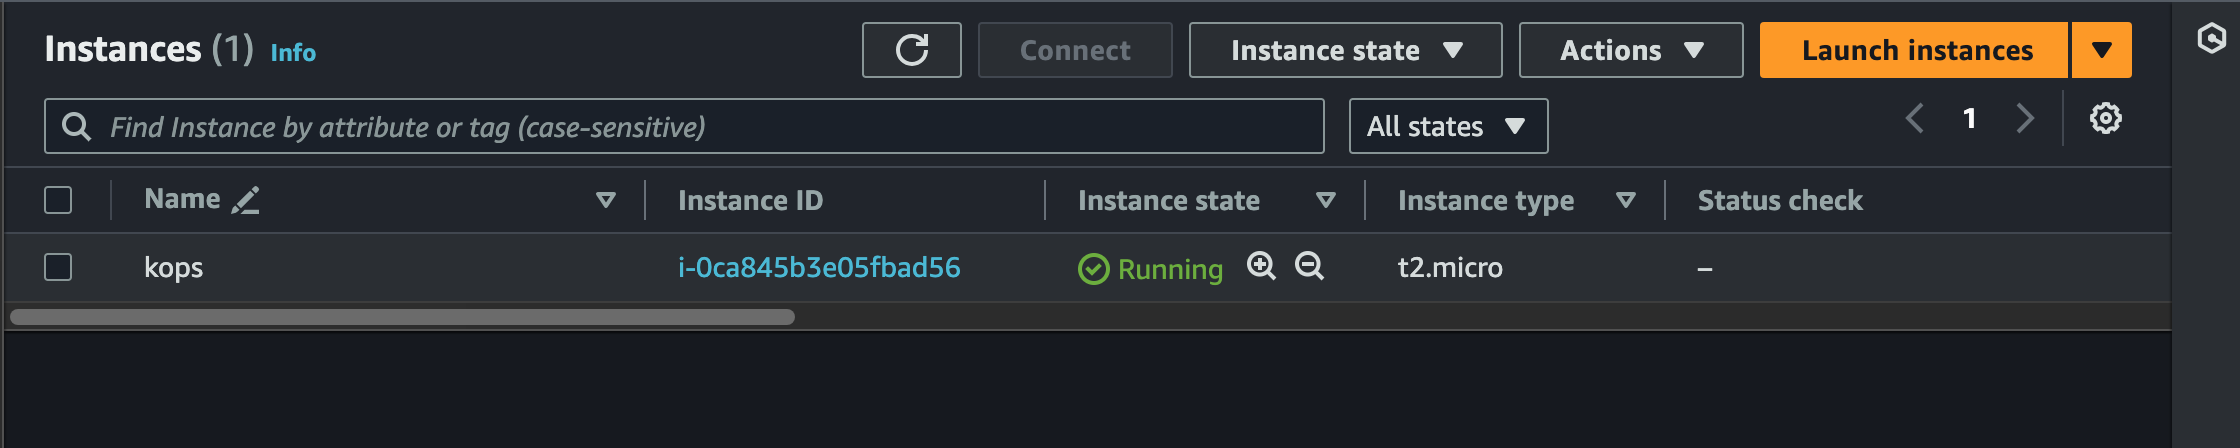 Instances (1) Info
Connect
Instance state
Actions
Launch instances
Find Instance by attribute or tag (case-sensitive)
All states
1
Name
Instance ID
Instance state
Instance type
Status check
kops
i-0ca845b3e05fbad56
Running
t2.micro
–